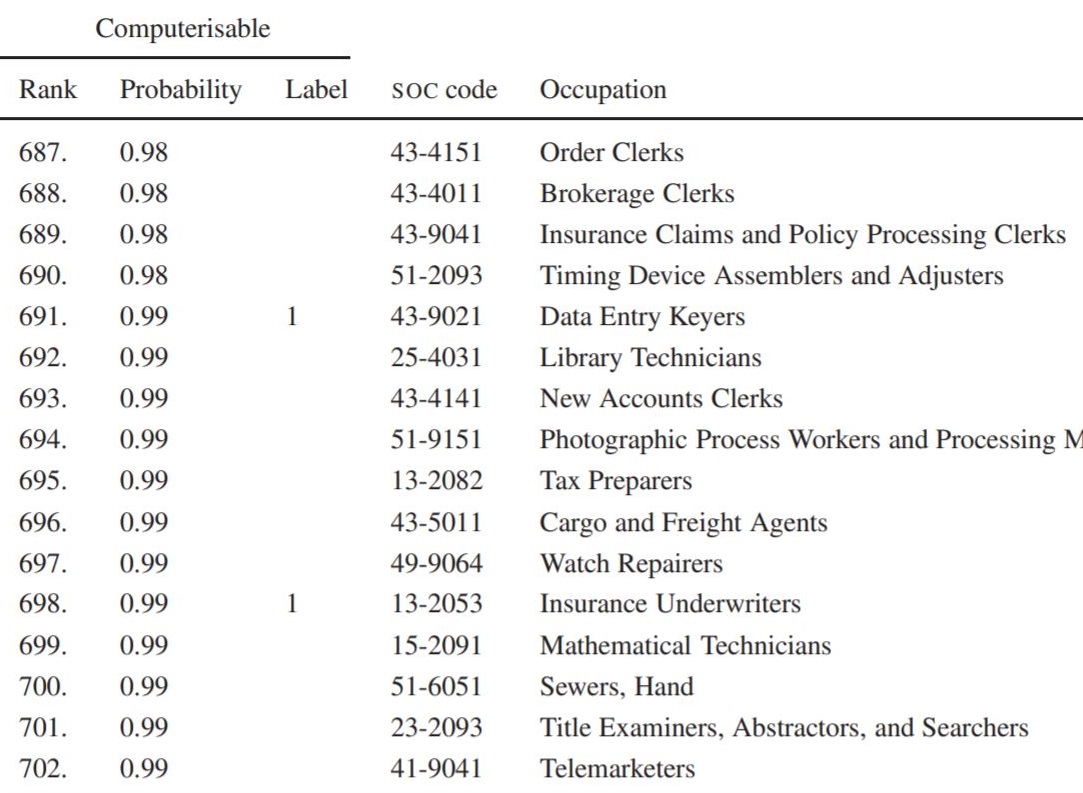 Computerisable
Rank Probability Label SOC code Occupation
687. 0.98 43-4151 Order Clerks
688. 0.98 43-4011 Brokerage Clerks
689. 0.98 43-9041 Insurance Claims and Policy Processing Clerks
690. 0.98 51-2093 Timing Device Assemblers and Adjusters
691. 0.99 1 43-9021 Data Entry Keyers
692. 0.99 25-4031 Library Technicians
693. 0.99 43-4141 New Accounts Clerks
694. 0.99 51-9151 Photographic Process Workers and Processing M
695. 0.99 13-2082 Tax Preparers
696. 0.99 43-5011 Cargo and Freight Agents
697. 0.99 49-9064 Watch Repairers
698. 0.99 1 13-2053 Insurance Underwriters
699. 0.99 15-2091 Mathematical Technicians
700. 0.99 51-6051 Sewers, Hand
701. 0.99 23-2093 Title Examiners, Abstractors, and Searchers
702. 0.99 41-9041 Telemarketers